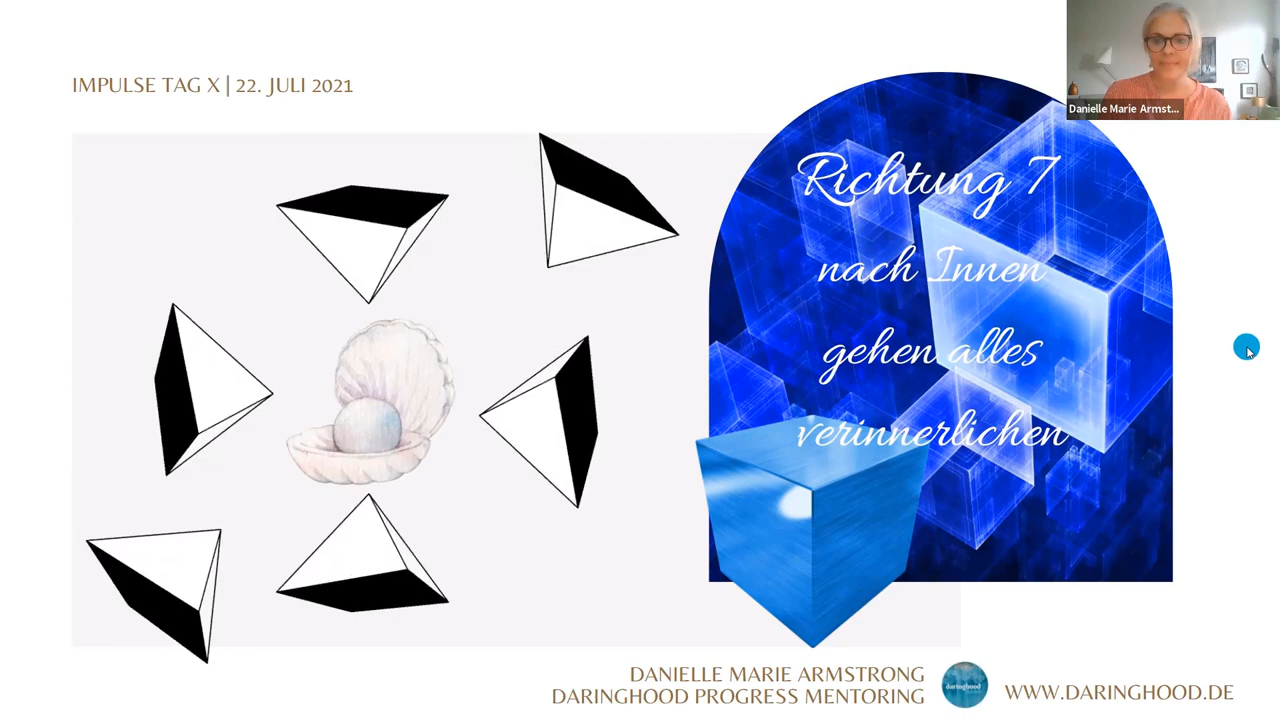 IMPULSE TAG X | 22. JULI 2021
Danielle Marie Armst...
Richtung 7
nach Innen
gehen alles
verinnerlichen
DANIELLE MARIE ARMSTRONG
DARINGHOOD PROGRESS MENTORING
daringhood
WWW.DARINGHOOD.DE